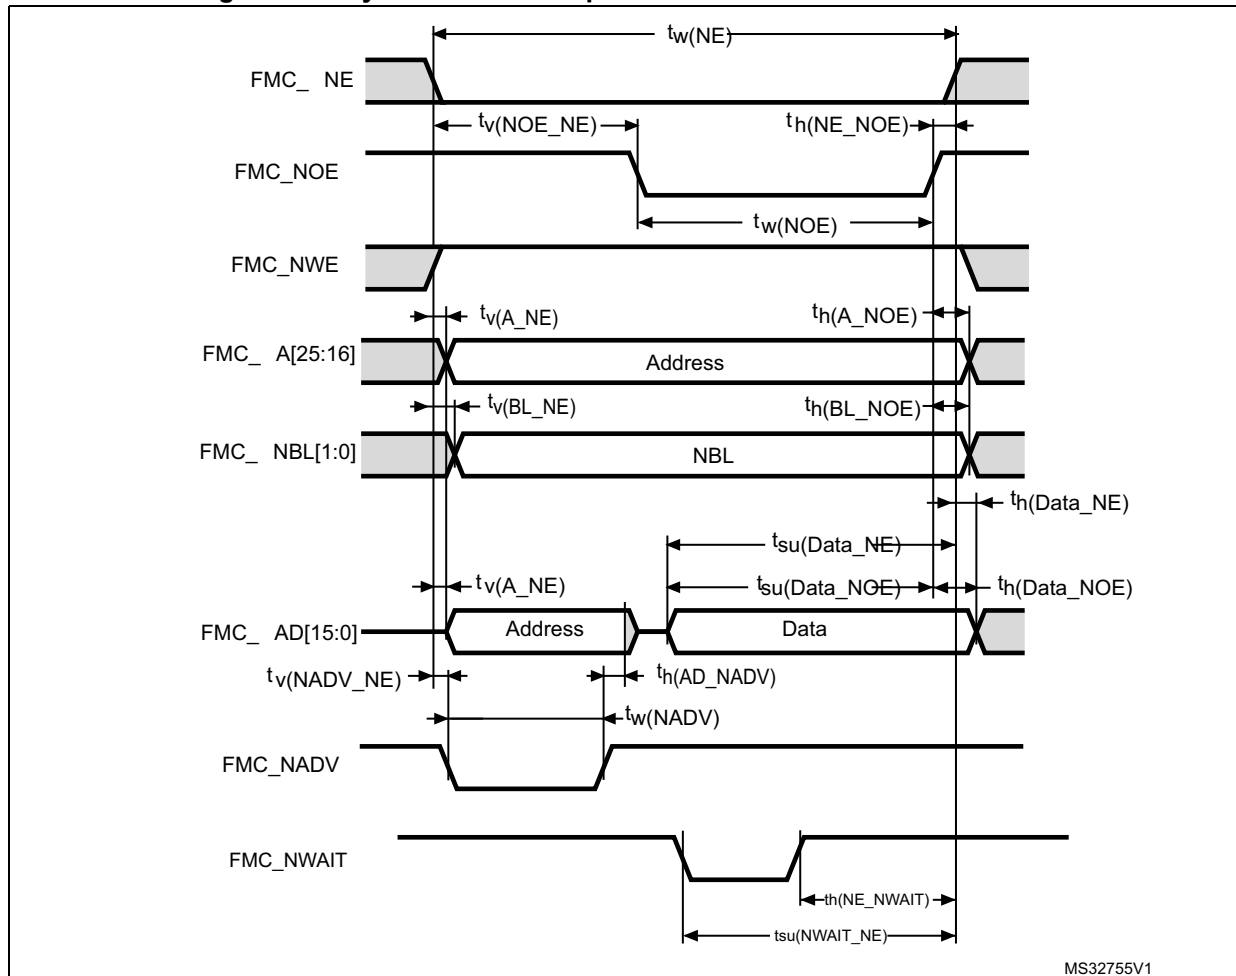 tw(NE)
FMC_ NE
tv(NOE_NE)
th(NE_NOE)
FMC_NOE
tw(NOE)
FMC_NWE
tv(A_NE)
th(A_NOE)
FMC_ A[25:16]
Address
tv(BL_NE)
th(BL_NOE)
FMC_ NBL[1:0]
NBL
th(Data_NE)
tsu(Data_NE)
tv(A_NE)
tsu(Data_NOE)
th(Data_NOE)
FMC_ AD[15:0]
Address
Data
tv(NADV_NE)
th(AD_NADV)
tw(NADV)
FMC_NADV
FMC_NWAIT
th(NE_NWAIT)
tsu(NWAIT_NE)
MS32755V1